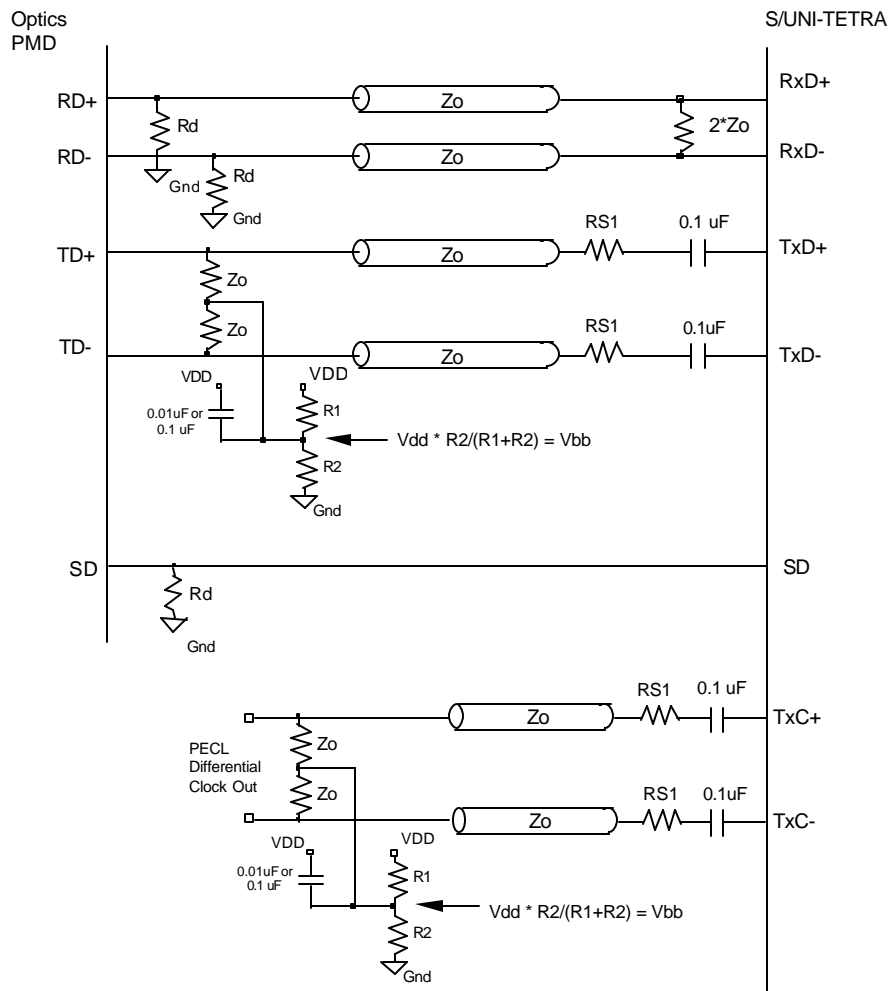 Optics
PMD
S/UNI-TETRA
RD+
Zo
RxD+
Rd
2*Zo
RD-
Zo
RxD-
Gnd
Rd
Gnd
RS1
0.1 uF
TD+
Zo
TxD+
Zo
Zo
RS1
0.1uF
TD-
Zo
TxD-
VDD
VDD
0.01uF or
0.1 uF
R1
Vdd * R2/(R1+R2) = Vbb
R2
Gnd
SD
SD
Rd
Gnd
RS1
0.1 uF
Zo
TxC+
PECL
Differential
Clock Out
Zo
Zo
RS1
0.1uF
Zo
TxC-
VDD
VDD
0.01uF or
0.1 uF
R1
Vdd * R2/(R1+R2) = Vbb
R2
Gnd